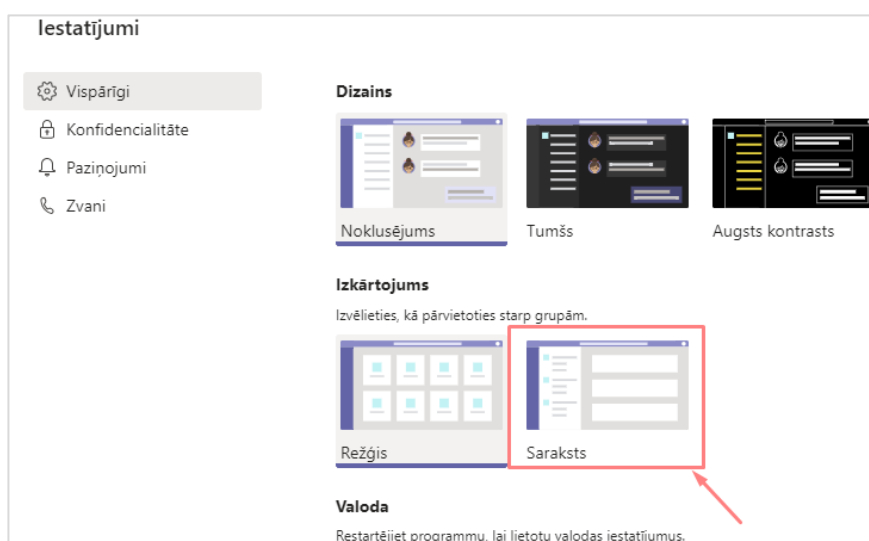 Iestatījumi
Vispārīgi
Konfidencialitāte
Paziņojumi
Zvani
Dizains
Noklusējums
Tumšs
Augsts kontrasts
Izkārtojums
Izvēlieties, kā pārvietoties starp grupām.
Režģis
Saraksts
Valoda
Restartējiet programmu, lai lietotu valodas iestatījumus.